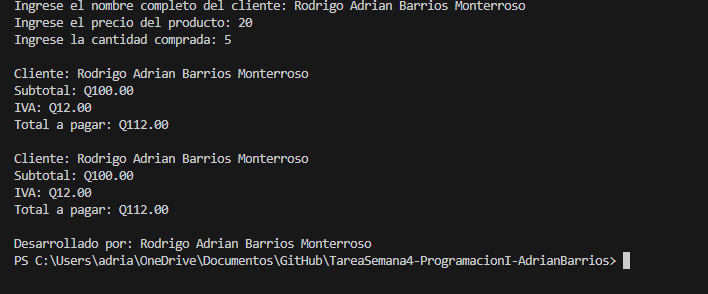 Ingrese el nombre completo del cliente: Rodrigo Adrian Barrios Monterroso
Ingrese el precio del producto: 20
Ingrese la cantidad comprada: 5
Cliente: Rodrigo Adrian Barrios Monterroso
Subtotal: Q100.00
IVA: Q12.00
Total a pagar: Q112.00
Cliente: Rodrigo Adrian Barrios Monterroso
Subtotal: Q100.00
IVA: Q12.00
Total a pagar: Q112.00
Desarrollado por: Rodrigo Adrian Barrios Monterroso
PS C:\Users\adria\OneDrive\Documentos\GitHub\TareaSemana4-ProgramacionI-AdrianBarrios>